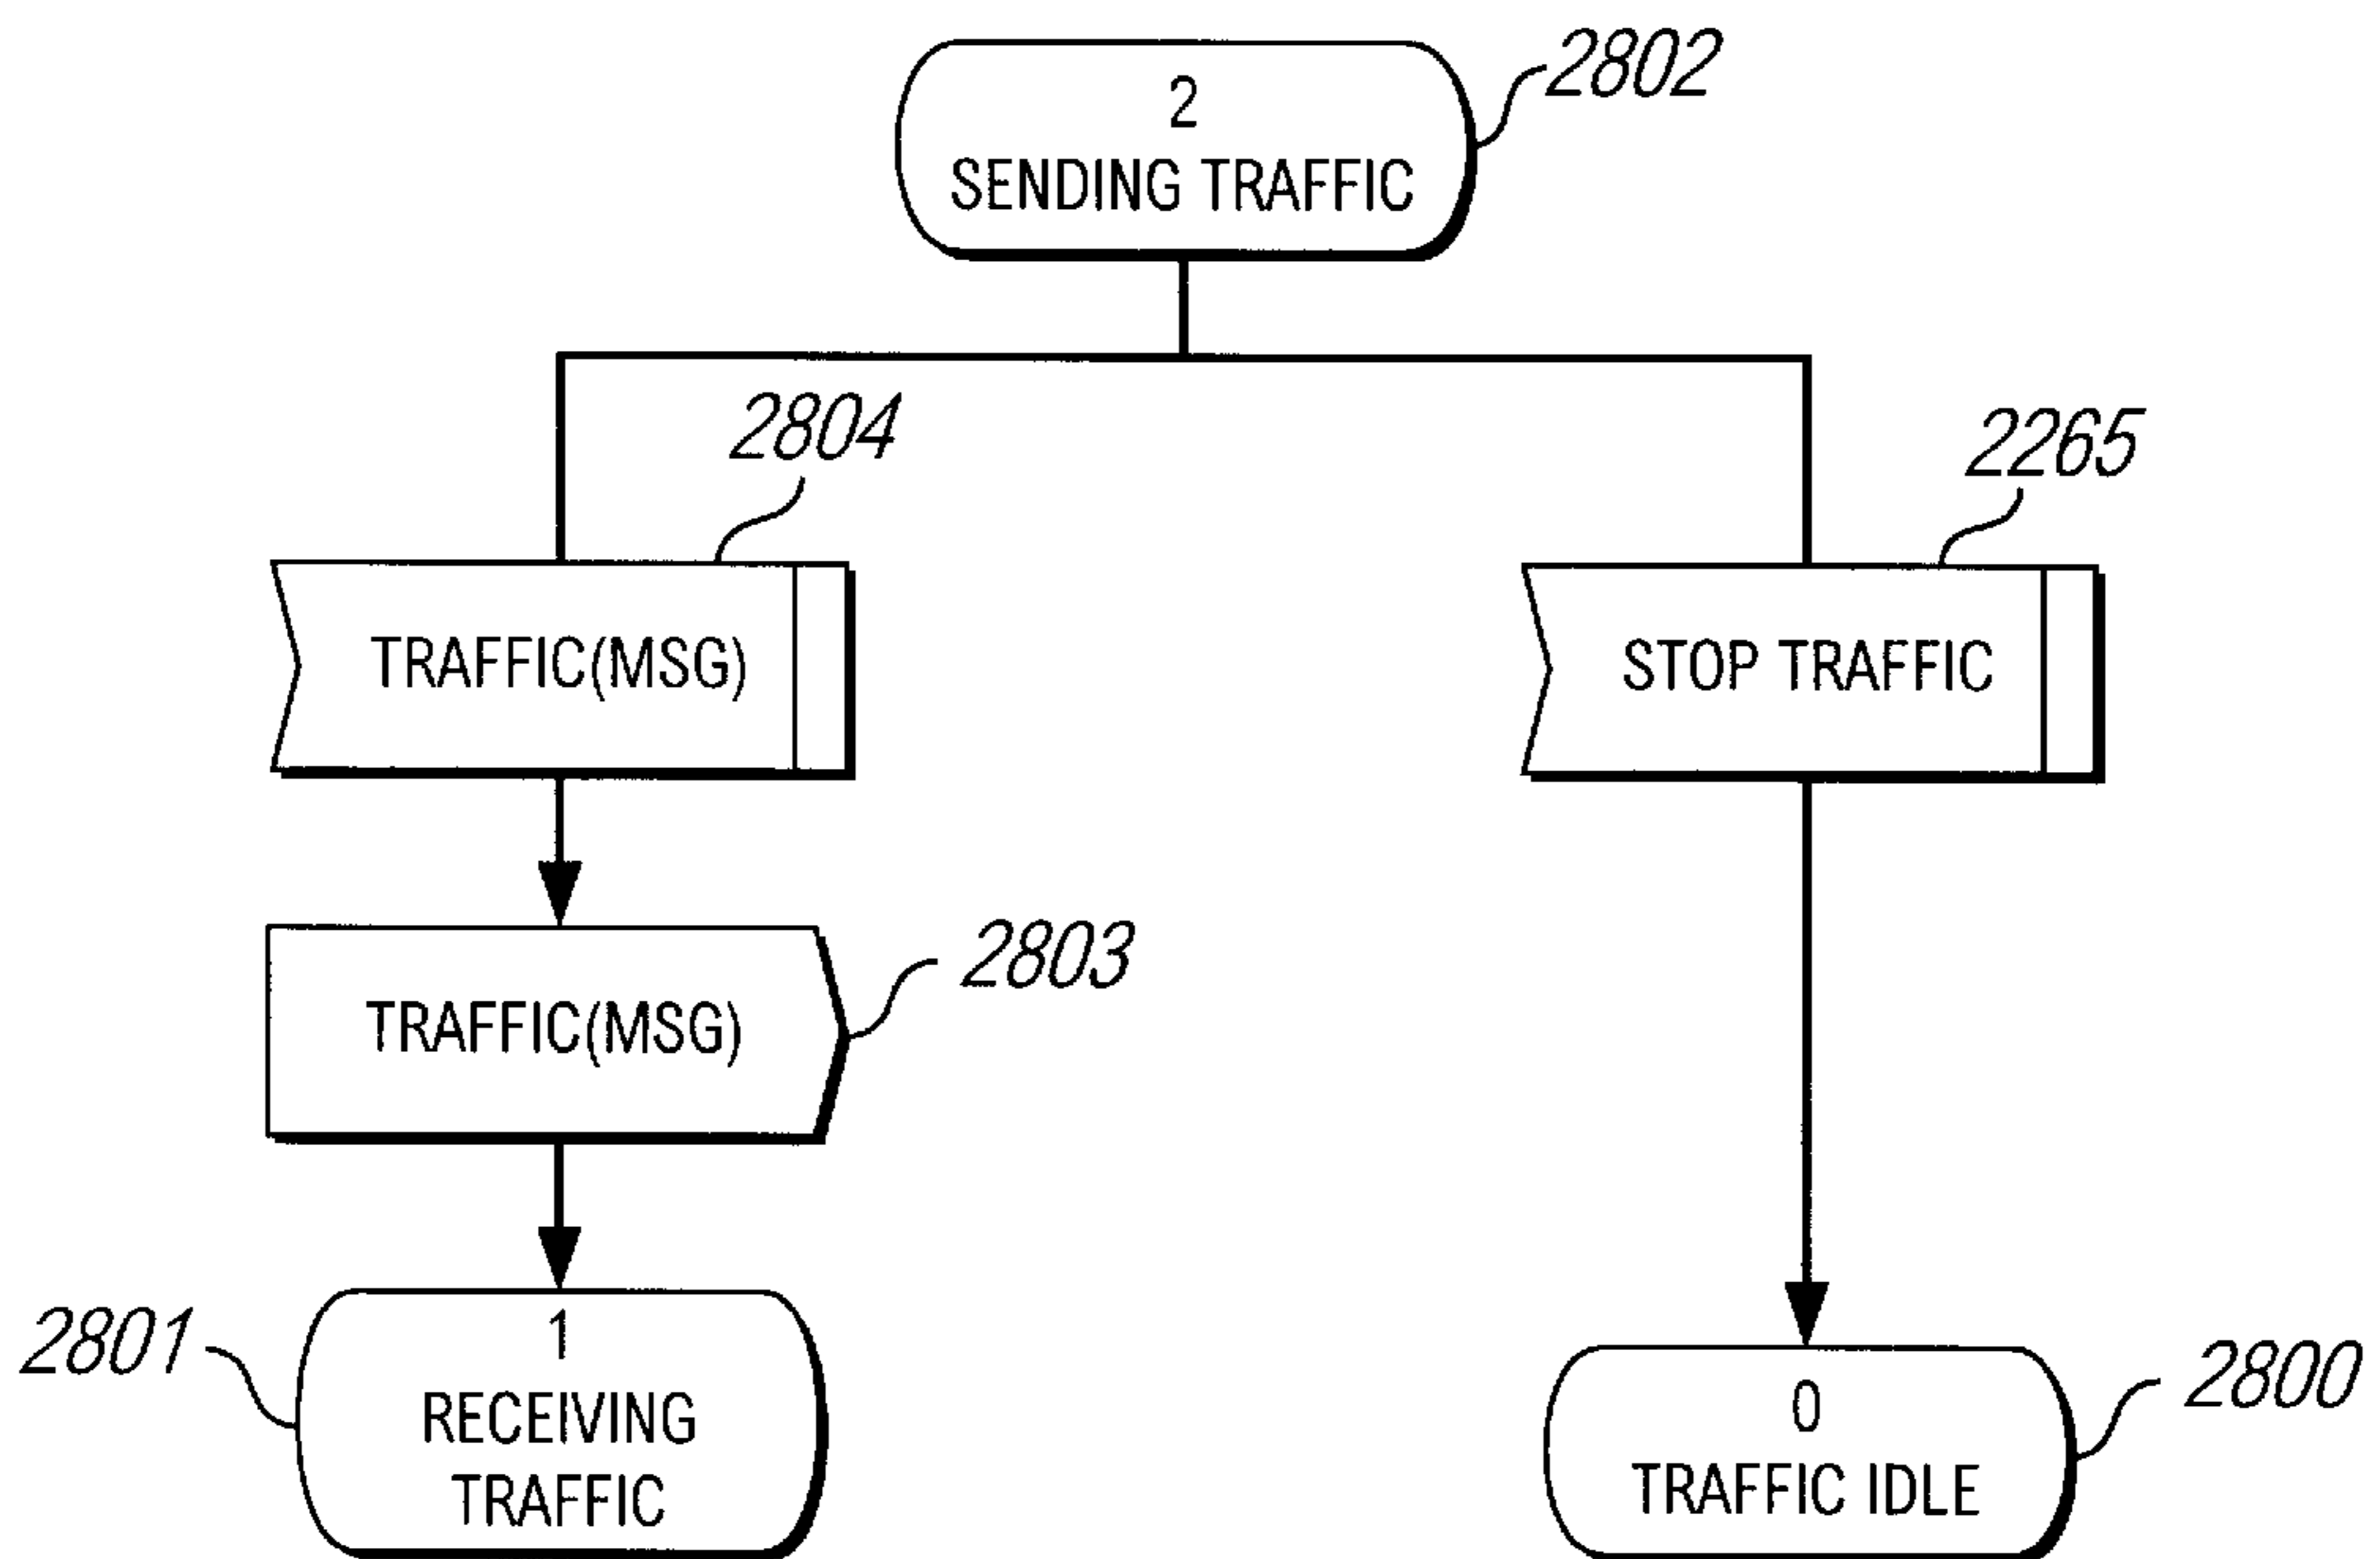 2
SENDING TRAFFIC
2802
2804
2265
TRAFFIC(MSG)
STOP TRAFFIC
TRAFFIC(MSG)
2803
2801
1
RECEIVING
TRAFFIC
0
TRAFFIC IDLE
2800